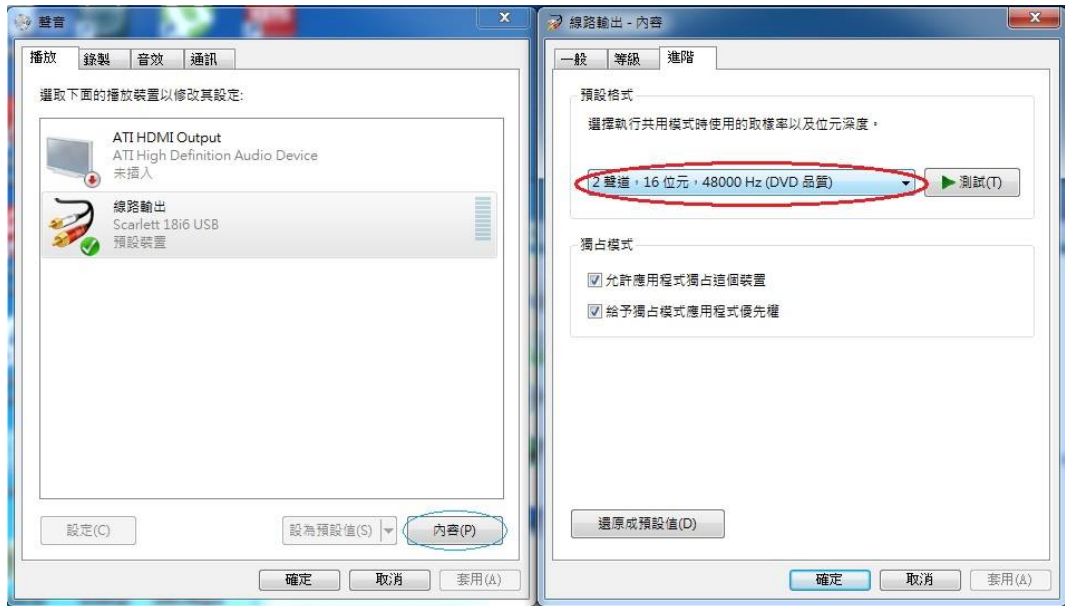 聲音
播放 錄製 音效 通訊
選取下面的播放裝置以修改其設定:
ATI HDMI Output
ATI High Definition Audio Device
未插入
線路輸出
Scarlett 18i6 USB
預設裝置
設定(C) 設為預設值(S) 內容(P)
確定 取消 套用(A)
線路輸出 - 內容
一般 等級 進階
預設格式
選擇執行共用模式時使用的取樣率以及位元深度。
2 聲道，16 位元，48000 Hz (DVD 品質) 測試(T)
獨占模式
允許應用程式獨占這個裝置
給予獨占模式應用程式優先權
還原成預設值(D)
確定 取消 套用(A)